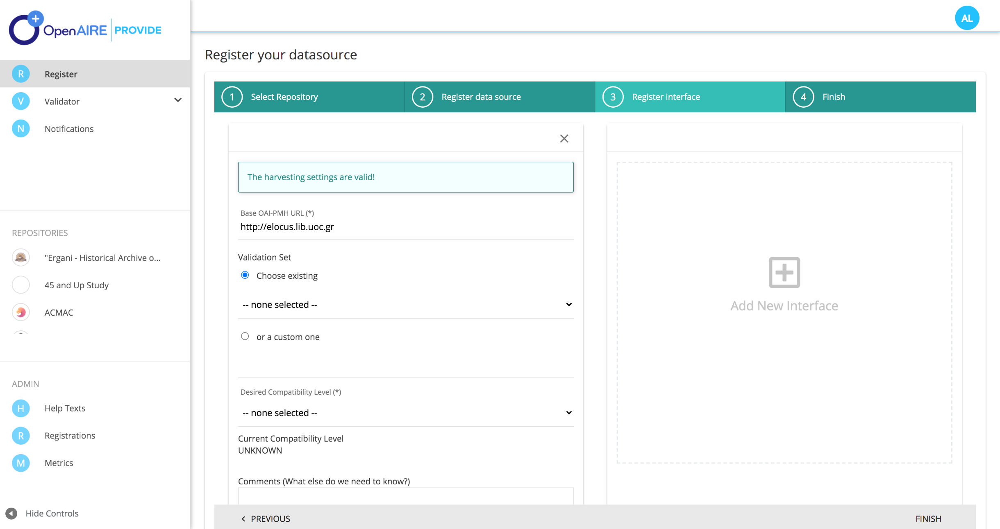 OpenAIRE PROVIDE
AL
R Register
V Validator
N Notifications
REPOSITORIES
"Ergani - Historical Archive o...
45 and Up Study
ACMAC
ADMIN
H Help Texts
R Registrations
M Metrics
Hide Controls
Register your datasource
1 Select Repository
2 Register data source
3 Register interface
4 Finish
The harvesting settings are valid!
Base OAI-PMH URL (*)
http://elocus.lib.uoc.gr
Validation Set
Choose existing
-- none selected --
or a custom one
Desired Compatibility Level (*)
-- none selected --
Current Compatibility Level
UNKNOWN
Comments (What else do we need to know?)
Add New Interface
PREVIOUS
FINISH